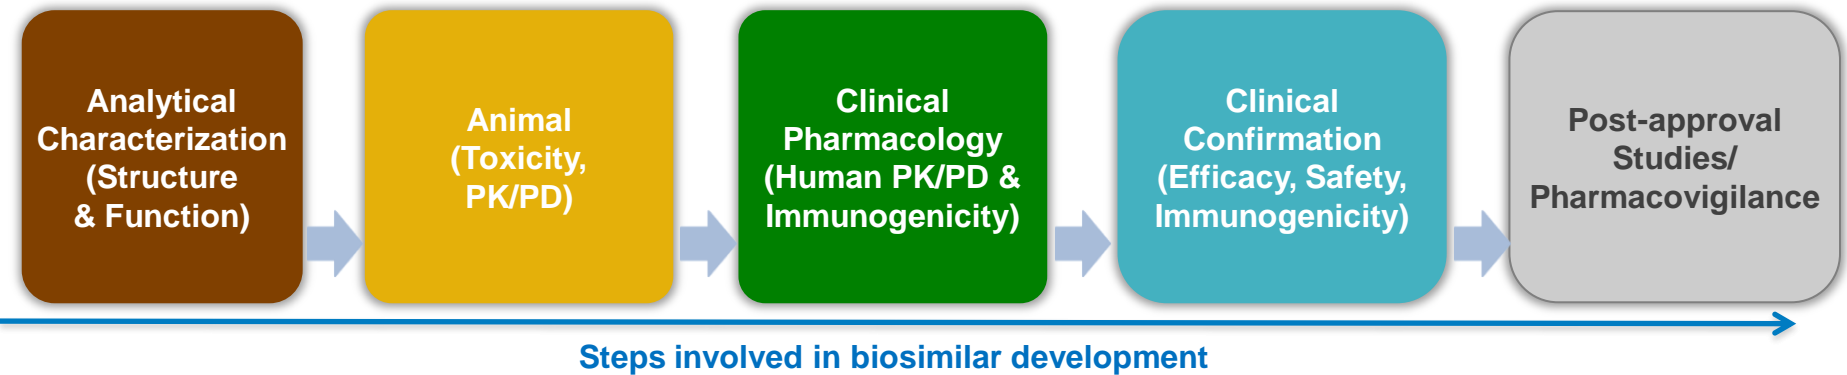 Analytical
Characterization
(Structure
& Function)
Animal
(Toxicity,
PK/PD)
Clinical
Pharmacology
(Human PK/PD &
Immunogenicity)
Clinical
Confirmation
(Efficacy, Safety,
Immunogenicity)
Post-approval
Studies/
Pharmacovigilance
Steps involved in biosimilar development